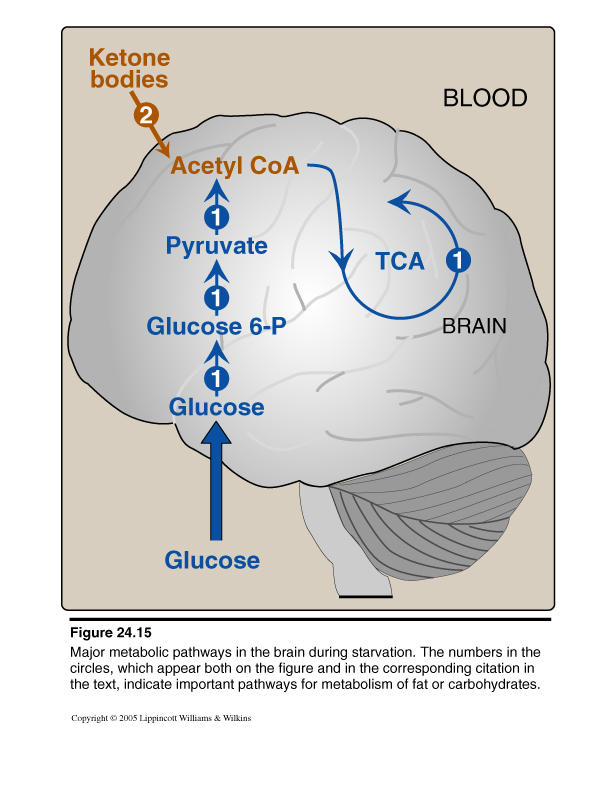 Ketone
bodies
BLOOD
2
Acetyl CoA
1
Pyruvate
TCA
1
1
Glucose 6-P
BRAIN
1
Glucose
Glucose
Figure 24.15
Major metabolic pathways in the brain during starvation. The numbers in the
circles, which appear both on the figure and in the corresponding citation in
the text, indicate important pathways for metabolism of fat or carbohydrates.
Copyright © 2005 Lippincott Williams & Wilkins